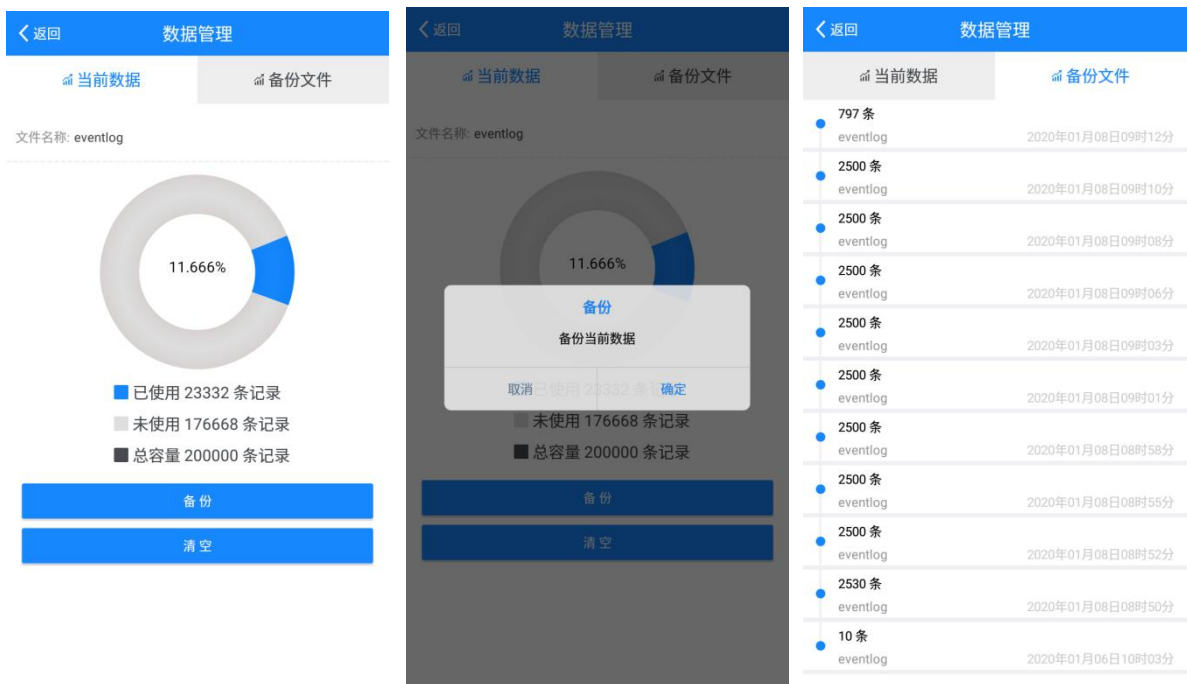 返回
数据管理
当前数据
备份文件
文件名称: eventlog
11.666%
已使用 23332 条记录
未使用 176668 条记录
总容量 200000 条记录
备 份
清 空
返回
数据管理
当前数据
备份文件
文件名称: eventlog
11.666%
备份
备份当前数据
取消
确定
已使用 23332 条记录
未使用 176668 条记录
总容量 200000 条记录
备 份
清 空
返回
数据管理
当前数据
备份文件
797 条
eventlog 2020年01月08日09时12分
2500 条
eventlog 2020年01月08日09时10分
2500 条
eventlog 2020年01月08日09时08分
2500 条
eventlog 2020年01月08日09时06分
2500 条
eventlog 2020年01月08日09时03分
2500 条
eventlog 2020年01月08日09时01分
2500 条
eventlog 2020年01月08日08时58分
2500 条
eventlog 2020年01月08日08时55分
2500 条
eventlog 2020年01月08日08时52分
2530 条
eventlog 2020年01月08日08时50分
10 条
eventlog 2020年01月06日10时03分